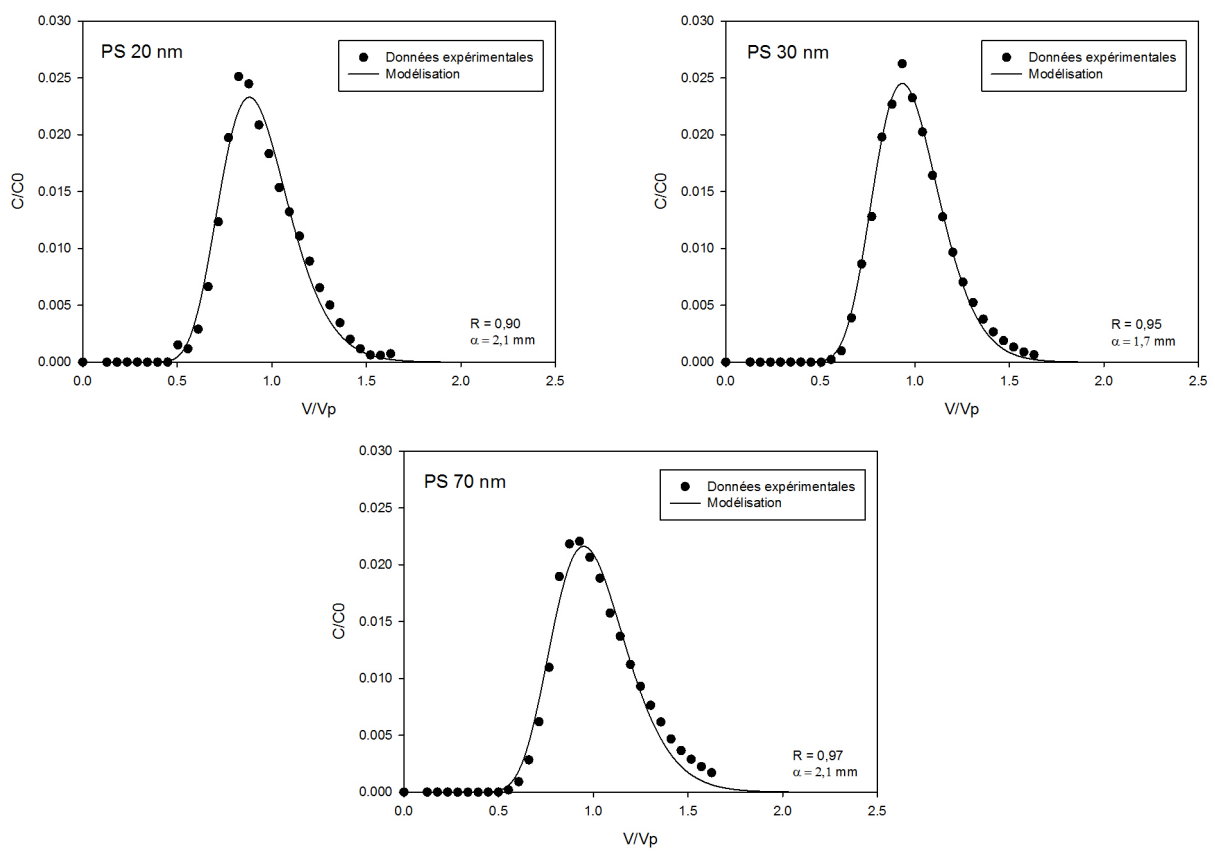 PS 20 nm
Données expérimentales
Modélisation
C/C0
0.030
0.025
0.020
0.015
0.010
0.005
0.000
R = 0,90
α = 2,1 mm
0.0 0.5 1.0 1.5 2.0 2.5
V/Vp
PS 30 nm
Données expérimentales
Modélisation
C/C0
0.030
0.025
0.020
0.015
0.010
0.005
0.000
R = 0,95
α = 1,7 mm
0.0 0.5 1.0 1.5 2.0 2.5
V/Vp
PS 70 nm
Données expérimentales
Modélisation
C/C0
0.030
0.025
0.020
0.015
0.010
0.005
0.000
R = 0,97
α = 2,1 mm
0.0 0.5 1.0 1.5 2.0 2.5
V/Vp